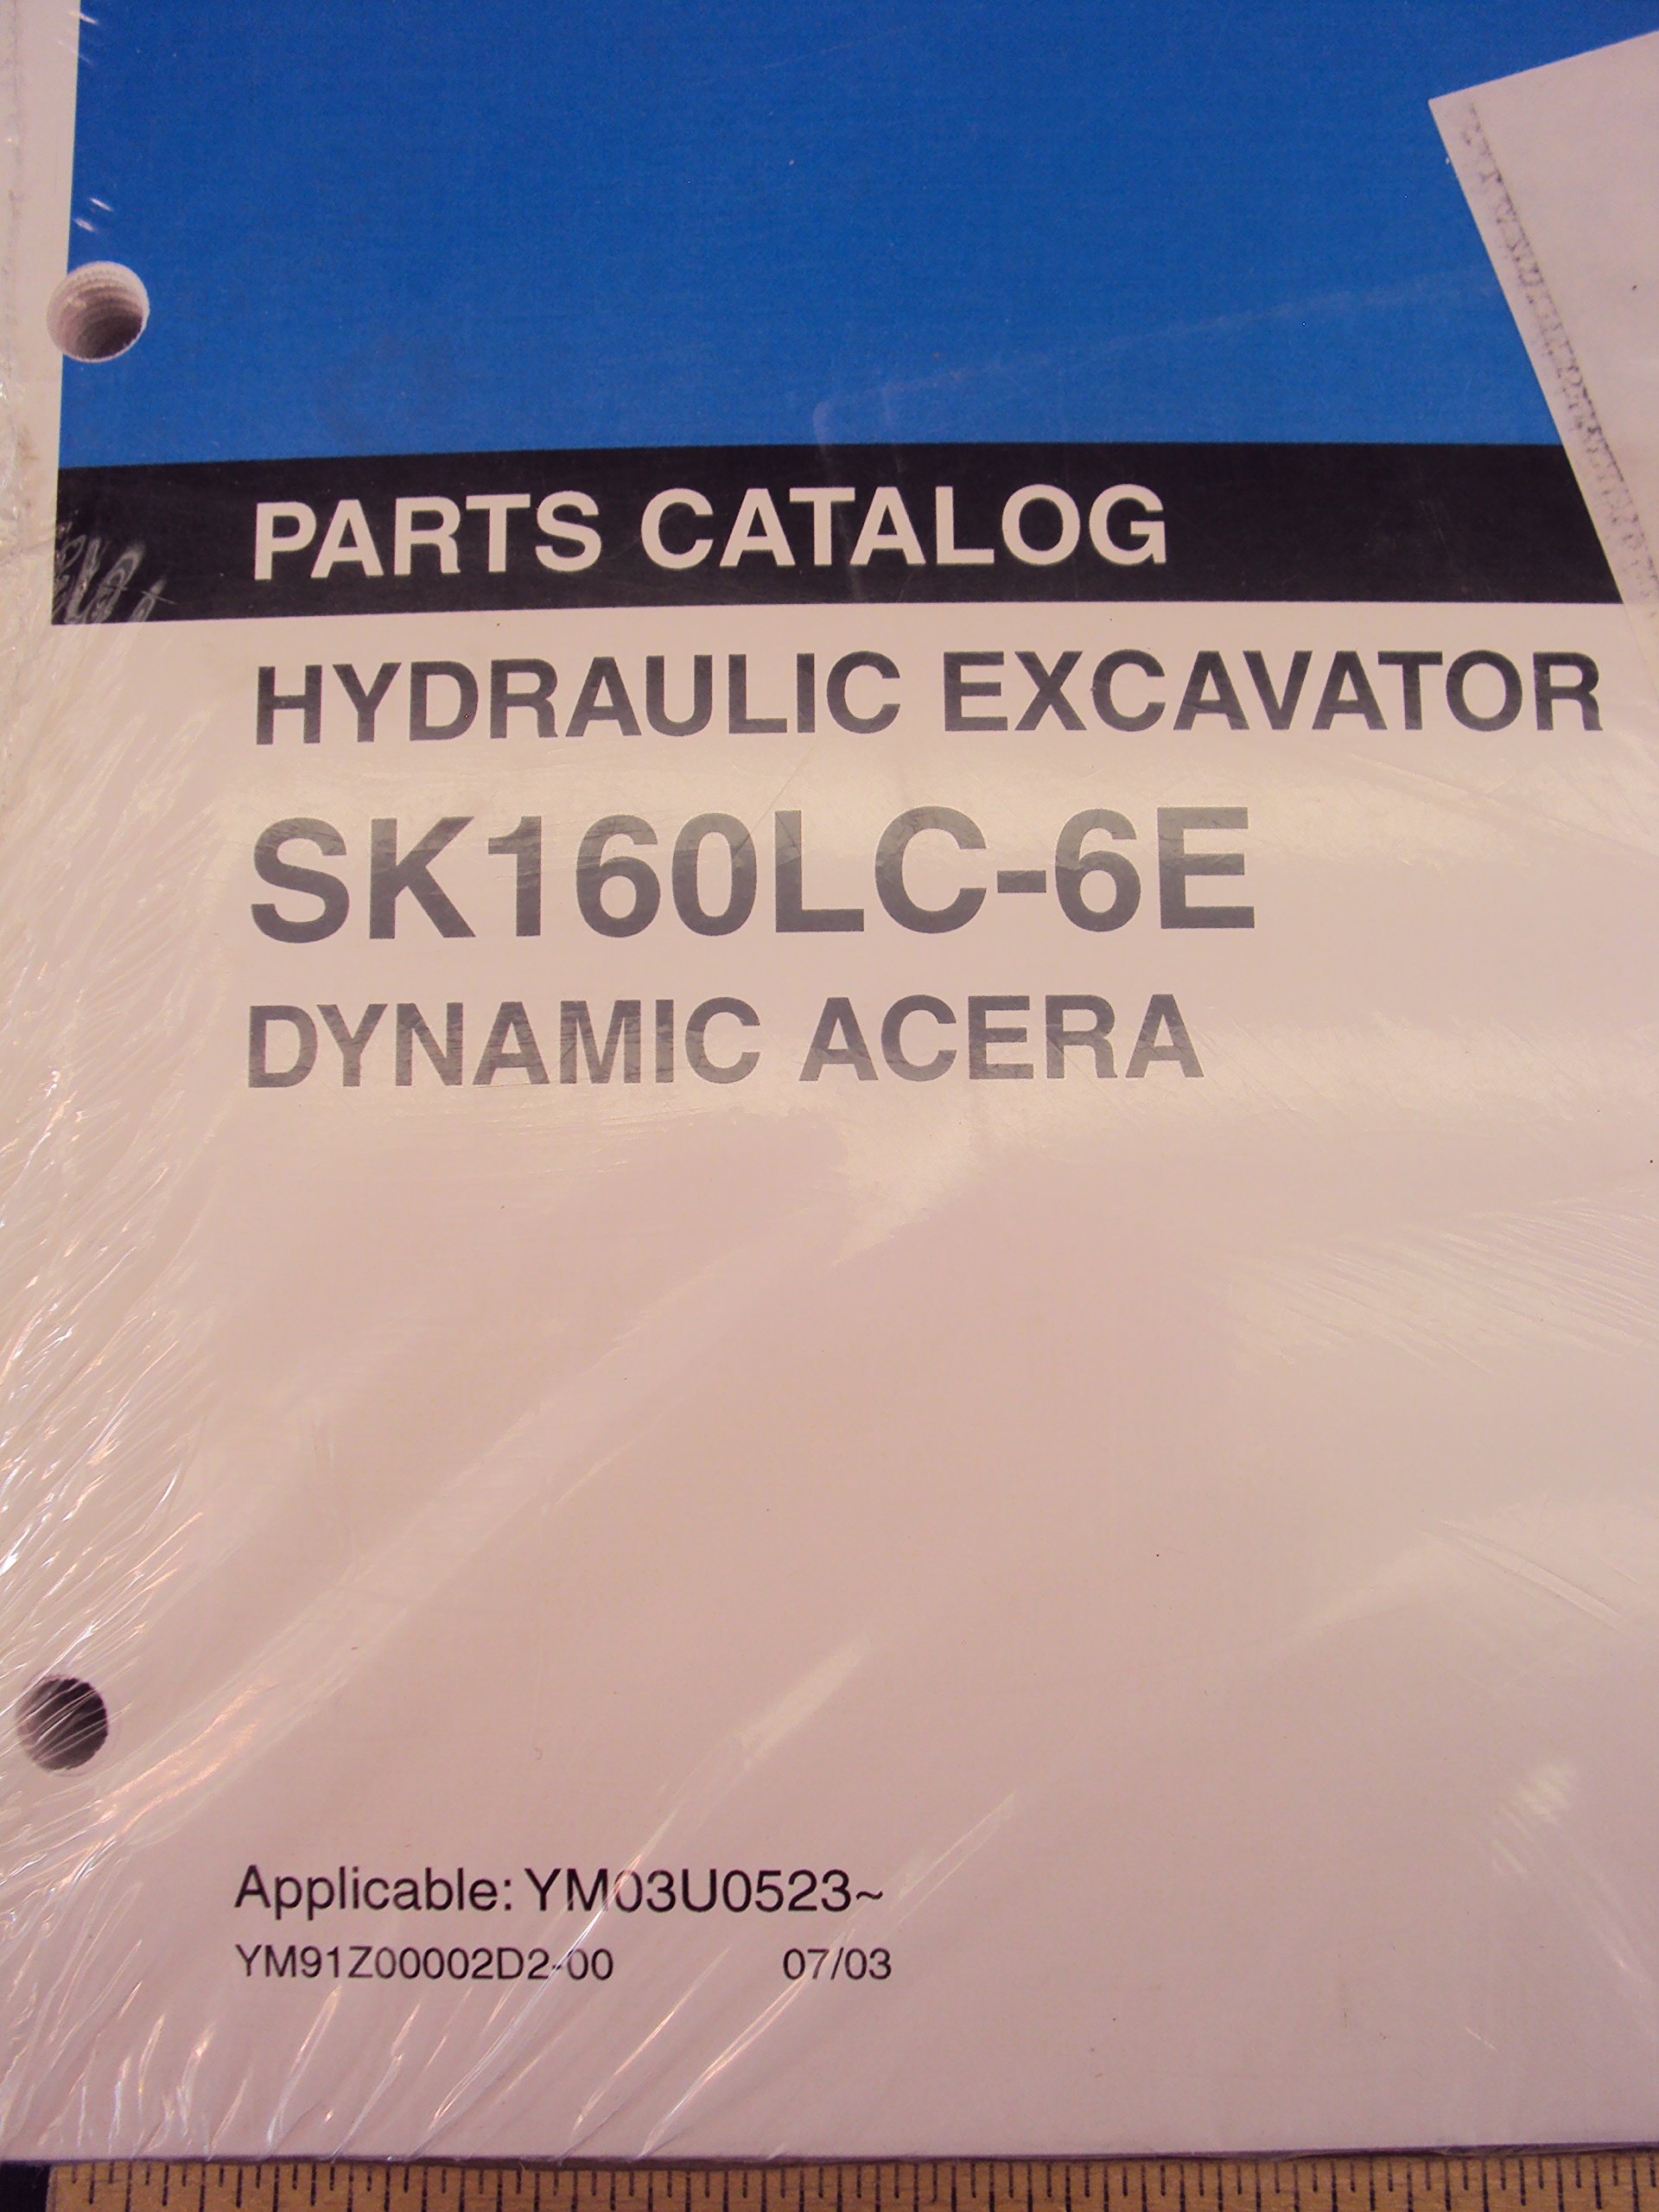 PARTS CATALOG
HYDRAULIC EXCAVATOR
SK160LC-6E
DYNAMIC ACERA
Applicable: YM03U0523~
YM91Z00002D2-00 07/03